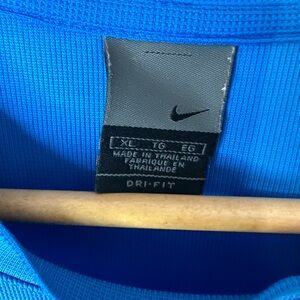 XL TG EG
MADE IN THAILAND
FABRIQUE EN
THAILANDE
DRI-FIT